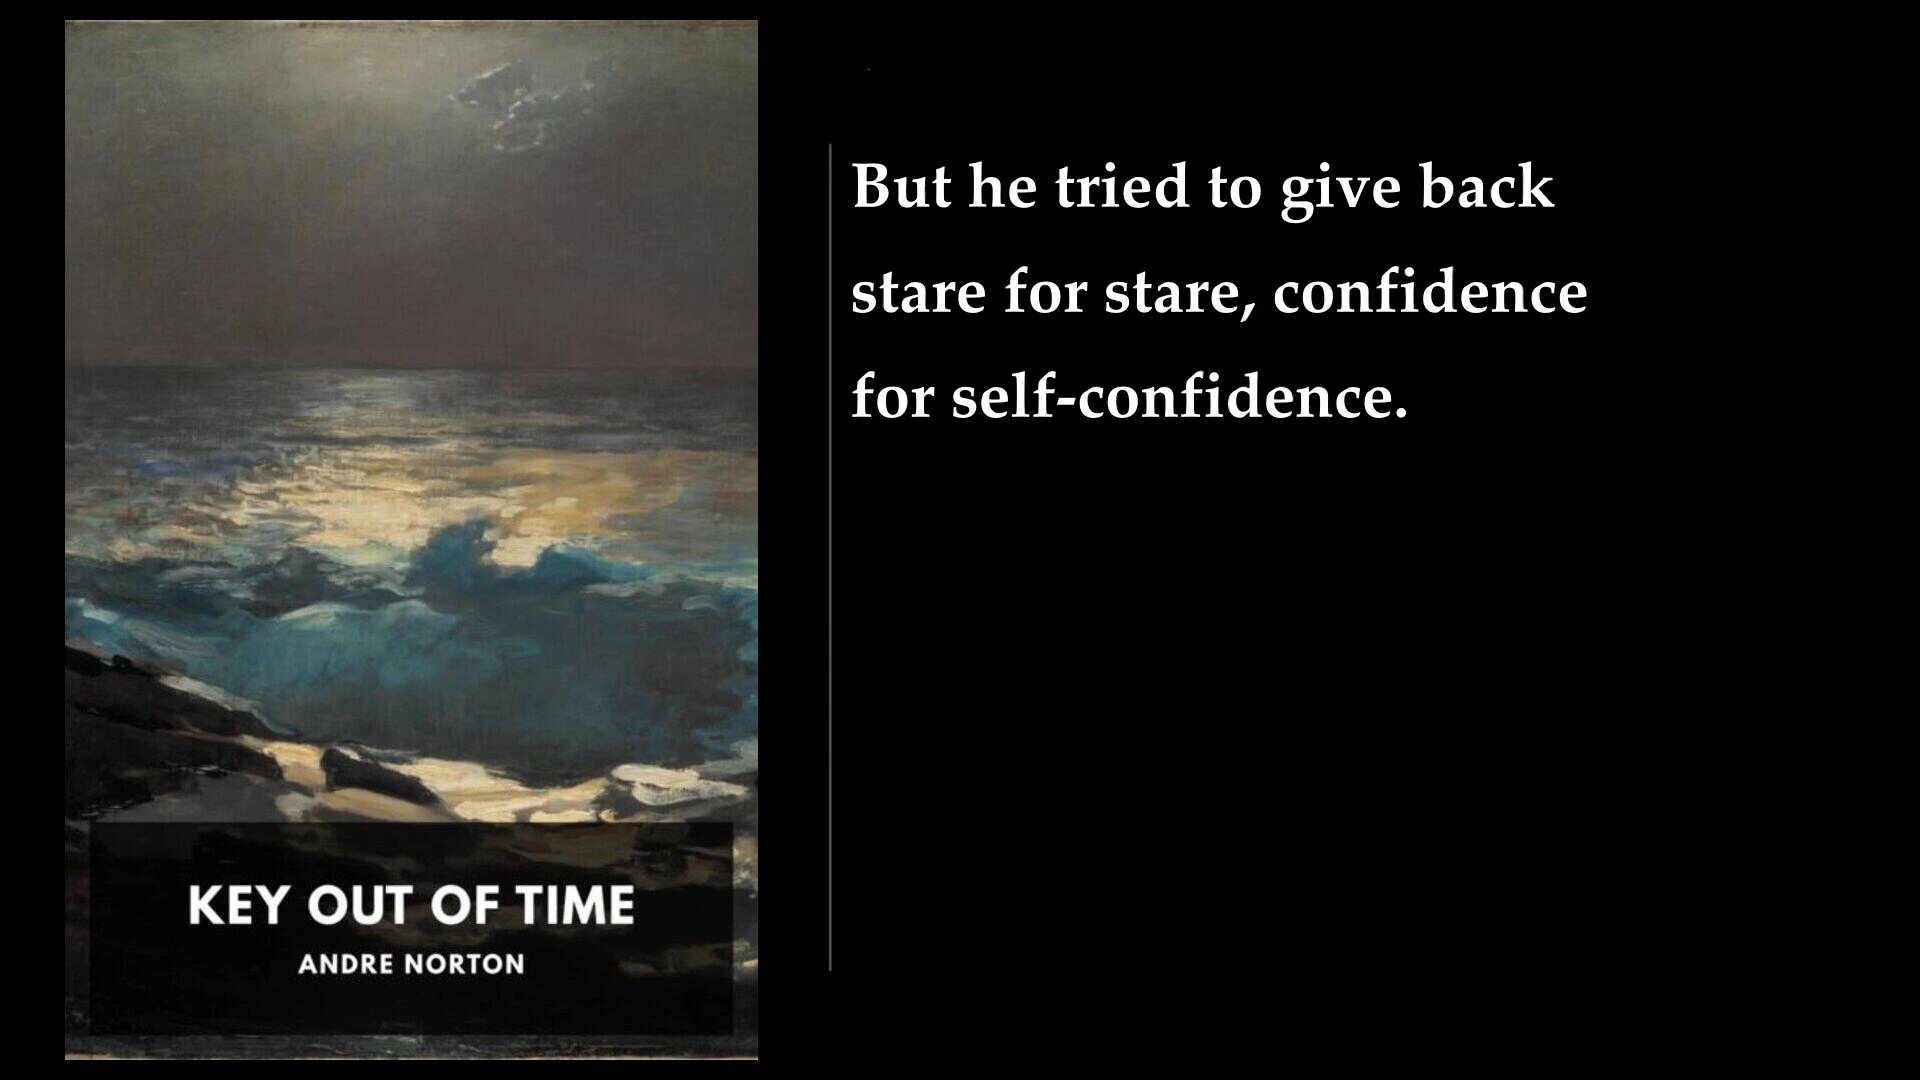 KEY OUT OF TIME
ANDRE NORTON
But he tried to give back
stare for stare, confidence
for self-confidence.